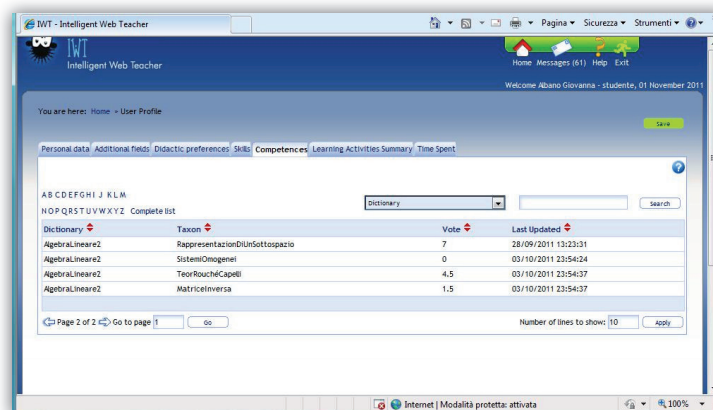 IWT - Intelligent Web Teacher
Pagina
Sicurezza
Strumenti
IWT
Intelligent Web Teacher
Home Messages (61) Help Exit
Welcome Albano Giovanna - studente, 01 November 2011
You are here: Home > User Profile
Save
Personal data Additional fields Didactic preferences Skills Competences Learning Activities Summary Time Spent
A B C D E F G H I J K L M
Dictionary Search
N O P Q R S T U V W X Y Z Complete list
Dictionary Taxon Vote Last Updated
AlgebraLineare2 RappresentazionDiUnSottospazio 7 28/09/2011 13:23:31
AlgebraLineare2 SistemiOmogenei 0 03/10/2011 23:54:24
AlgebraLineare2 TeorRouchéCapelli 4.5 03/10/2011 23:54:37
AlgebraLineare2 MatriceInversa 1.5 03/10/2011 23:54:37
Page 2 of 2 Go to page 1 Go Number of lines to show: 10 Apply
Internet | Modalità protetta: attivata 100%